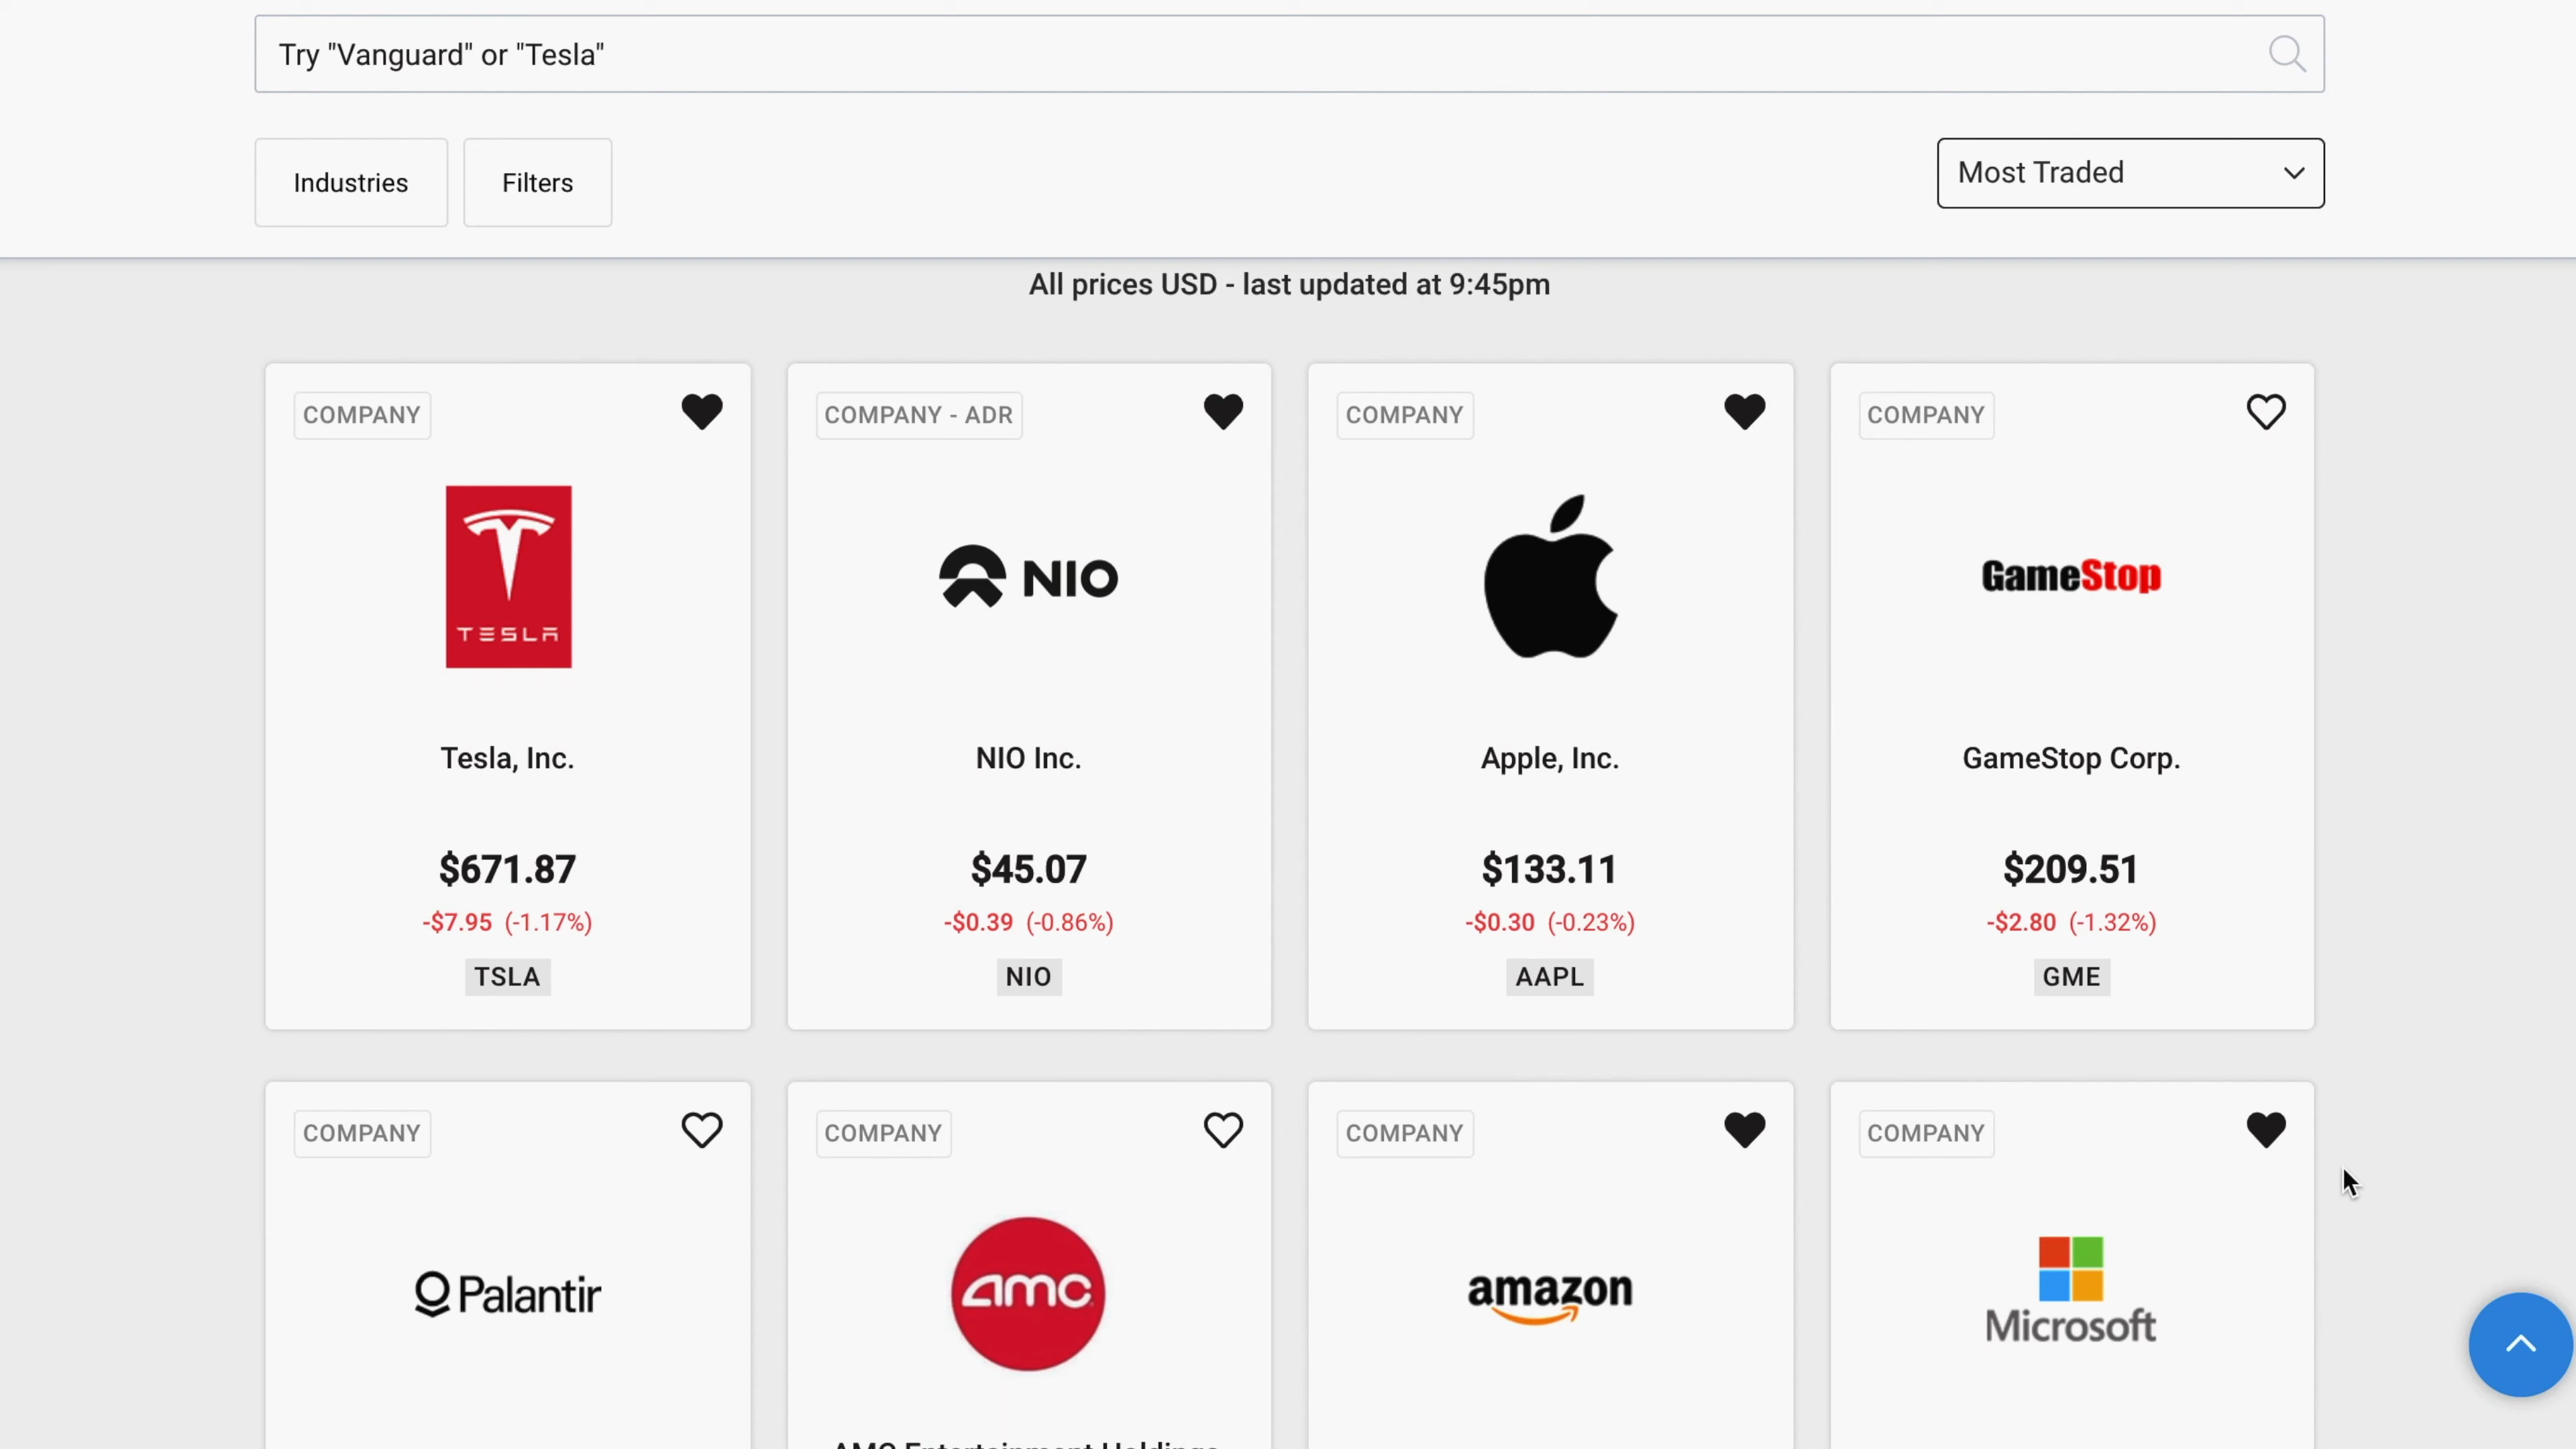 Try "Vanguard" or "Tesla"
Industries
Filters
Most Traded
All prices USD - last updated at 9:45pm
COMPANY
TESLA
Tesla, Inc.
$671.87
-$7.95 (-1.17%)
TSLA
COMPANY - ADR
NIO
NIO Inc.
$45.07
-$0.39 (-0.86%)
NIO
COMPANY
Apple, Inc.
$133.11
-$0.30 (-0.23%)
AAPL
COMPANY
GameStop
GameStop Corp.
$209.51
-$2.80 (-1.32%)
GME
COMPANY
Palantir
COMPANY
amc
AMC Entertainment Holdings
COMPANY
amazon
COMPANY
Microsoft